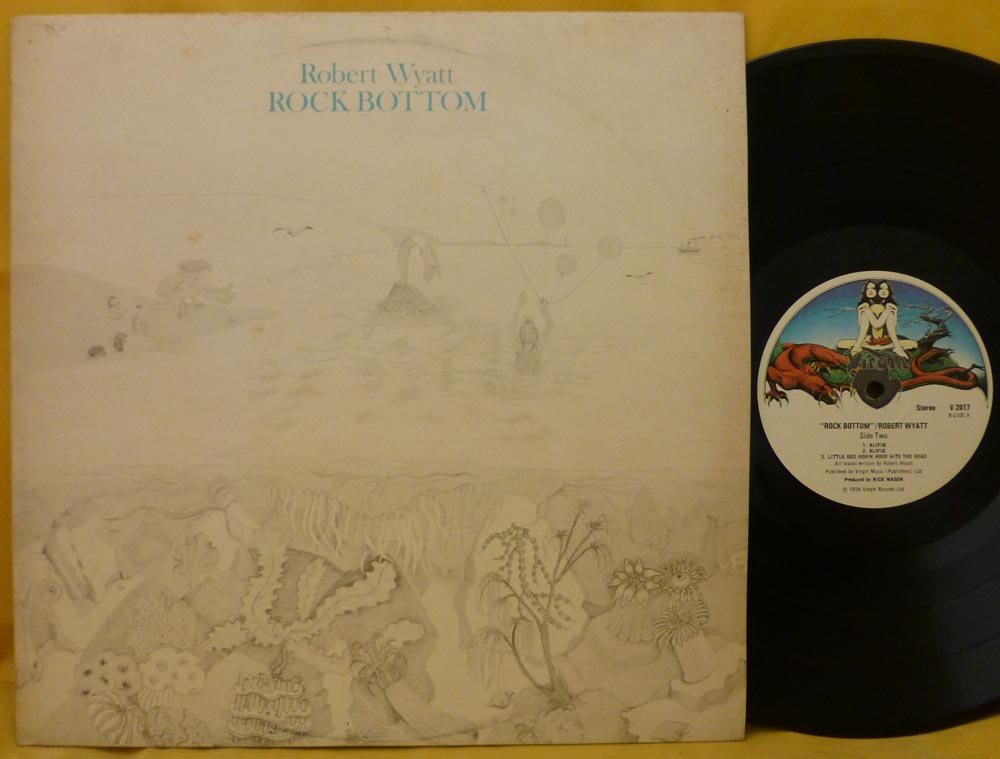 Robert Wyatt
ROCK BOTTOM
Virgin
Stereo V 2017
"ROCK BOTTOM"/ROBERT WYATT
Side Two
1. ALIFIB
2. ALIFIE
3. LITTLE RED ROBIN HOOD HITS THE ROAD
All tracks written by Robert Wyatt
Published by Virgin Music (Publishers) Ltd
Produced by NICK MASON
℗ 1974 Virgin Records Ltd